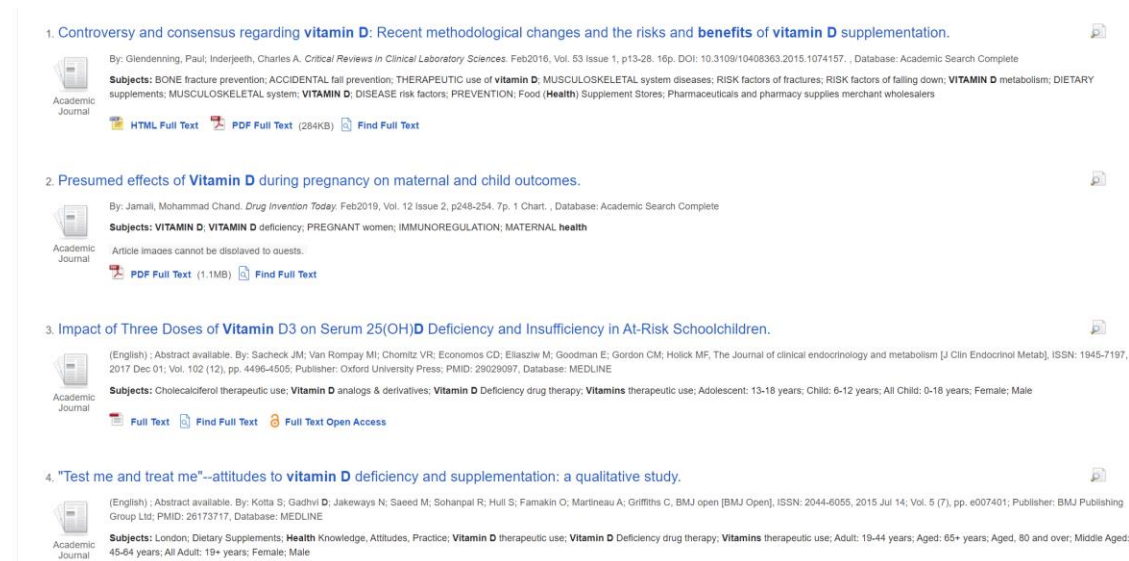 1. Controversy and consensus regarding vitamin D: Recent methodological changes and the risks and benefits of vitamin D supplementation.
By: Glendenning, Paul; Inderjeeth, Charles A. Critical Reviews in Clinical Laboratory Sciences. Feb2016, Vol. 53 Issue 1, p13-28. 16p. DOI: 10.3109/10408363.2015.1074157. , Database: Academic Search Complete
Subjects: BONE fracture prevention; ACCIDENTAL fall prevention; THERAPEUTIC use of vitamin D; MUSCULOSKELETAL system diseases; RISK factors of fractures; RISK factors of falling down; VITAMIN D metabolism; DIETARY
supplements; MUSCULOSKELETAL system; VITAMIN D; DISEASE risk factors; PREVENTION; Food (Health) Supplement Stores; Pharmaceuticals and pharmacy supplies merchant wholesalers
Academic
Journal
HTML Full Text PDF Full Text (284KB) Find Full Text
2. Presumed effects of Vitamin D during pregnancy on maternal and child outcomes.
By: Jamali, Mohammad Chand. Drug Invention Today. Feb2019, Vol. 12 Issue 2, p248-254. 7p. 1 Chart. , Database: Academic Search Complete
Subjects: VITAMIN D; VITAMIN D deficiency; PREGNANT women; IMMUNOREGULATION; MATERNAL health
Academic
Journal
Article images cannot be displayed to guests.
PDF Full Text (1.1MB) Find Full Text
3. Impact of Three Doses of Vitamin D3 on Serum 25(OH)D Deficiency and Insufficiency in At-Risk Schoolchildren.
(English) ; Abstract available. By: Sacheck JM; Van Rompay MI; Chomitz VR; Economos CD; Eliasziw M; Goodman E; Gordon CM; Holick MF, The Journal of clinical endocrinology and metabolism [J Clin Endocrinol Metab], ISSN: 1945-7197,
2017 Dec 01; Vol. 102 (12), pp. 4496-4505; Publisher: Oxford University Press; PMID: 29029097, Database: MEDLINE
Subjects: Cholecalciferol therapeutic use; Vitamin D analogs & derivatives; Vitamin D Deficiency drug therapy; Vitamins therapeutic use; Adolescent: 13-18 years; Child: 6-12 years; All Child: 0-18 years; Female; Male
Academic
Journal
Full Text Find Full Text Full Text Open Access
4. "Test me and treat me"--attitudes to vitamin D deficiency and supplementation: a qualitative study.
(English) ; Abstract available. By: Kotta S; Gadhvi D; Jakeways N; Saeed M; Sohanpal R; Hull S; Famakin O; Martineau A; Griffiths C, BMJ open [BMJ Open], ISSN: 2044-6055, 2015 Jul 14; Vol. 5 (7), pp. e007401; Publisher: BMJ Publishing
Group Ltd; PMID: 26173717, Database: MEDLINE
Subjects: London; Dietary Supplements; Health Knowledge, Attitudes, Practice; Vitamin D therapeutic use; Vitamin D Deficiency drug therapy; Vitamins therapeutic use; Adult: 19-44 years; Aged: 65+ years; Aged, 80 and over; Middle Aged:
45-64 years; All Adult: 19+ years; Female; Male
Academic
Journal